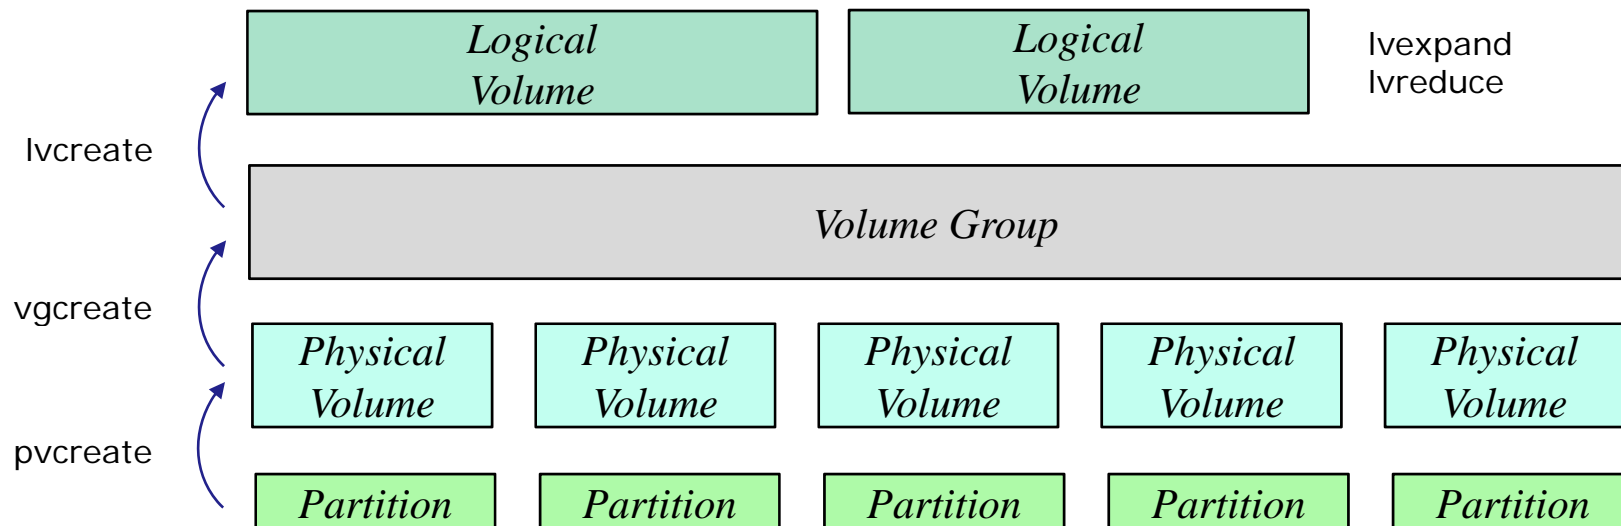 Logical
Volume
Logical
Volume
lvexpand
lvreduce
lvcreate
Volume Group
vgcreate
Physical
Volume
Physical
Volume
Physical
Volume
Physical
Volume
Physical
Volume
pvcreate
Partition
Partition
Partition
Partition
Partition